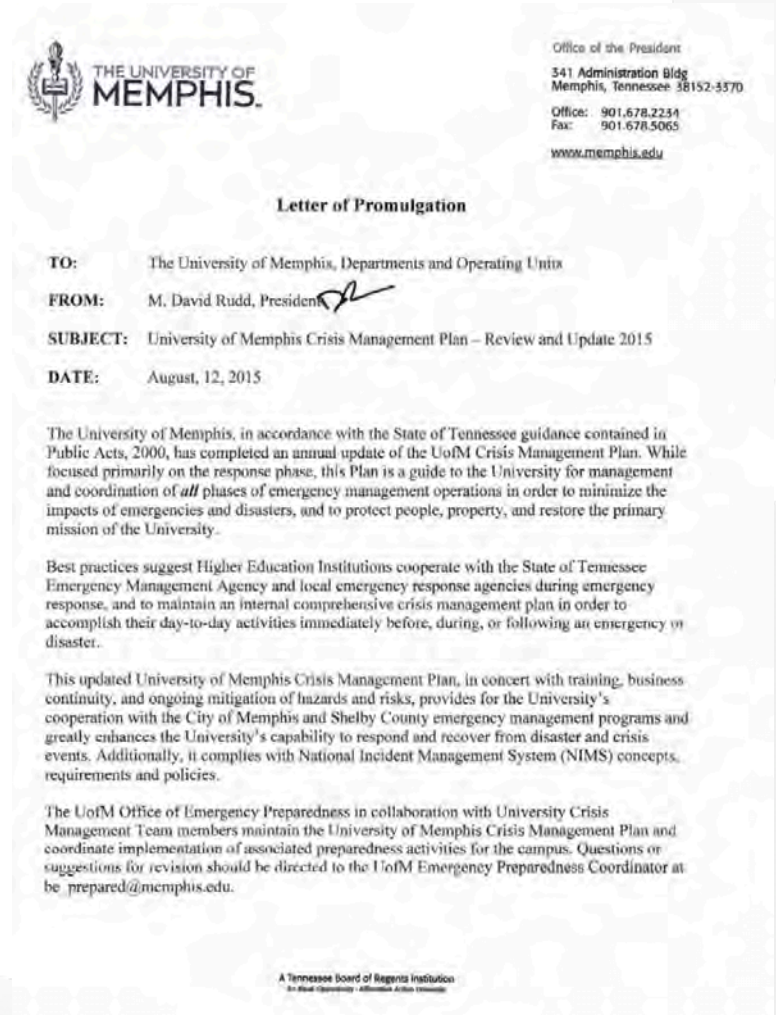 THE UNIVERSITY OF
MEMPHIS.
Office of the President
341 Administration Bldg
Memphis, Tennessee 38152-3370
Office: 901.678.2234
Fax: 901.678.5065
www.memphis.edu
Letter of Promulgation
TO: The University of Memphis, Departments and Operating Units
FROM: M. David Rudd, President
SUBJECT: University of Memphis Crisis Management Plan – Review and Update 2015
DATE: August, 12, 2015
The University of Memphis, in accordance with the State of Tennessee guidance contained in
Public Acts, 2000, has completed an annual update of the UofM Crisis Management Plan. While
focused primarily on the response phase, this Plan is a guide to the University for management
and coordination of all phases of emergency management operations in order to minimize the
impacts of emergencies and disasters, and to protect people, property, and restore the primary
mission of the University.
Best practices suggest Higher Education Institutions cooperate with the State of Tennessee
Emergency Management Agency and local emergency response agencies during emergency
response, and to maintain an internal comprehensive crisis management plan in order to
accomplish their day-to-day activities immediately before, during, or following an emergency or
disaster.
This updated University of Memphis Crisis Management Plan, in concert with training, business
continuity, and ongoing mitigation of hazards and risks, provides for the University's
cooperation with the City of Memphis and Shelby County emergency management programs and
greatly enhances the University's capability to respond and recover from disaster and crisis
events. Additionally, it complies with National Incident Management System (NIMS) concepts,
requirements and policies.
The UofM Office of Emergency Preparedness in collaboration with University Crisis
Management Team members maintain the University of Memphis Crisis Management Plan and
coordinate implementation of associated preparedness activities for the campus. Questions or
suggestions for revision should be directed to the UofM Emergency Preparedness Coordinator at
be_prepared@memphis.edu.
A Tennessee Board of Regents Institution
An Equal Opportunity - Affirmative Action University